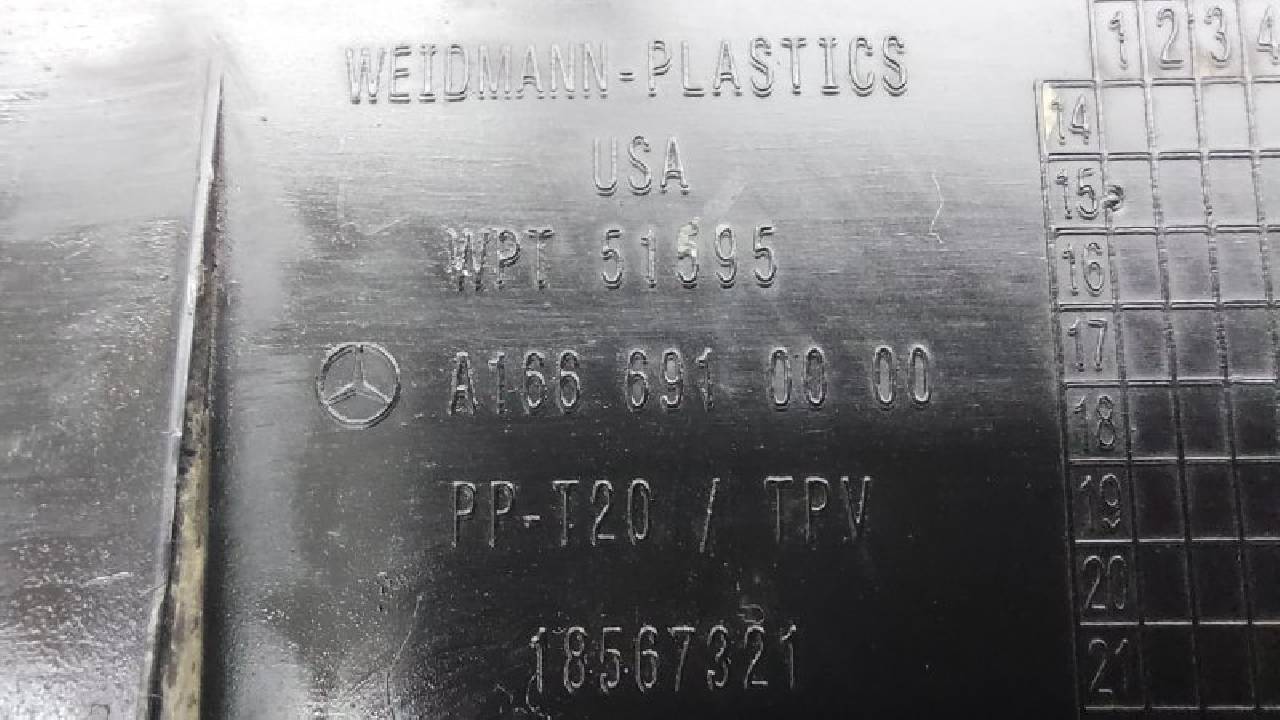 WEIDMANN-PLASTICS
USA
WPT 51595
A166 691 00 00
PP-T20 / TPV
18567321
1 2 3 4
14
15
16
17
18
19
20
21